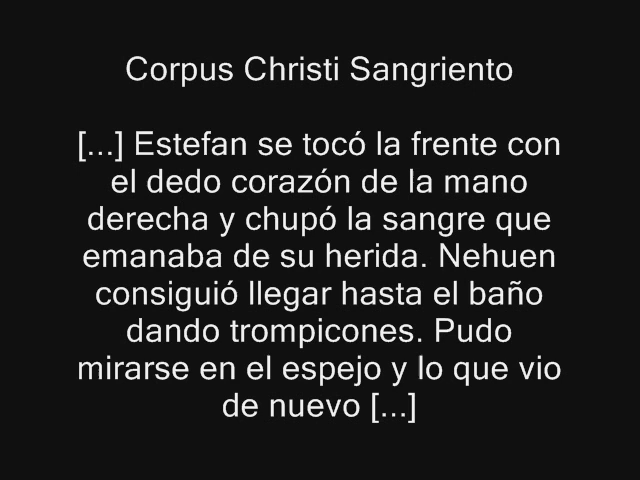 Corpus Christi Sangriento
[...] Estefan se tocó la frente con
el dedo corazón de la mano
derecha y chupó la sangre que
emanaba de su herida. Nehuen
consiguió llegar hasta el baño
dando trompicones. Pudo
mirarse en el espejo y lo que vio
de nuevo [...]